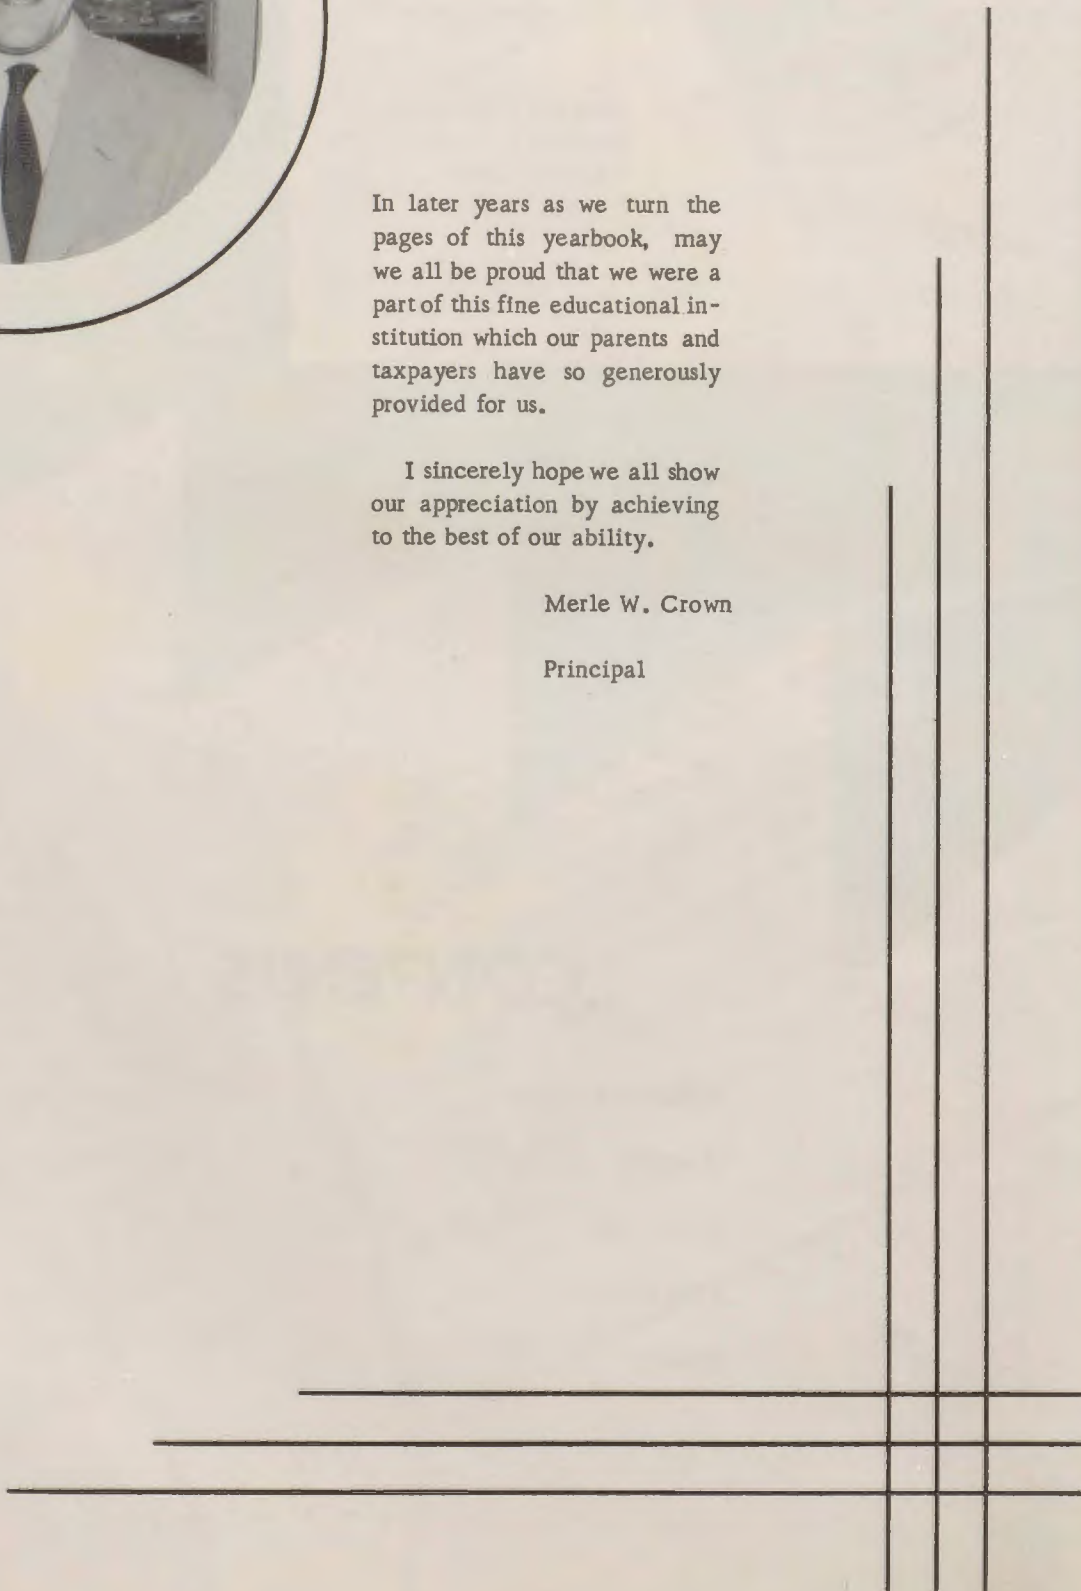 In later years as we turn the
pages of this yearbook, may
we all be proud that we were a
part of this fine educational in-
stitution which our parents and
taxpayers have so generously
provided for us.
I sincerely hope we all show
our appreciation by achieving
to the best of our ability.
Merle W. Crown
Principal